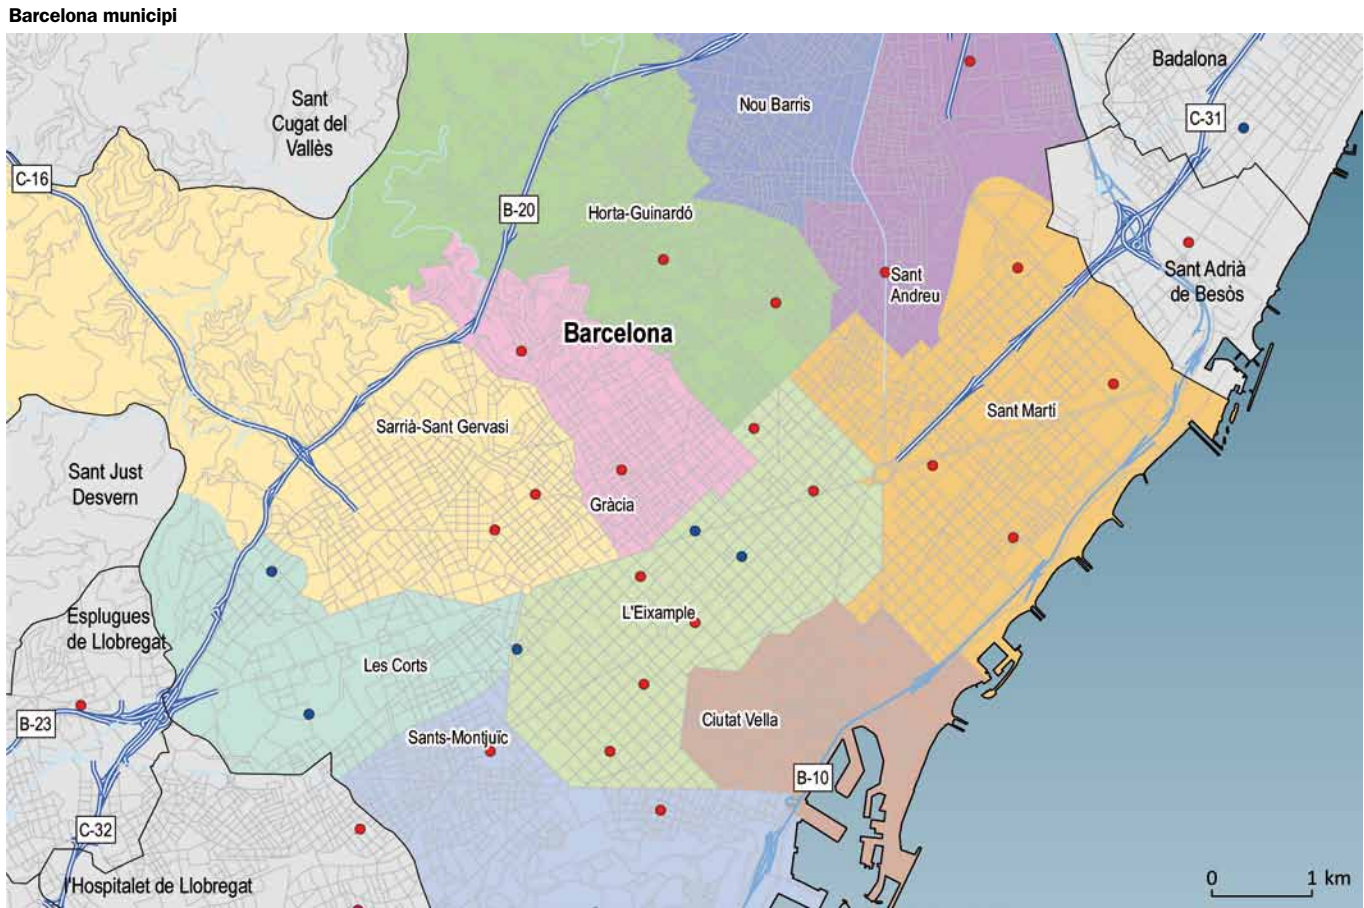 Barcelona municipi
Badalona
Sant
Cugat del
Vallès
Nou Barris
C-31
C-16
B-20
Horta-Guinardó
Sant
Andreu
Sant Adrià
de Besòs
Barcelona
Sant Martí
Sarrià-Sant Gervasi
Sant Just
Desvern
Gràcia
Esplugues
de Llobregat
L'Eixample
Les Corts
B-23
Ciutat Vella
Sants-Montjuïc
B-10
C-32
l'Hospitalet de Llobregat
0 1 km